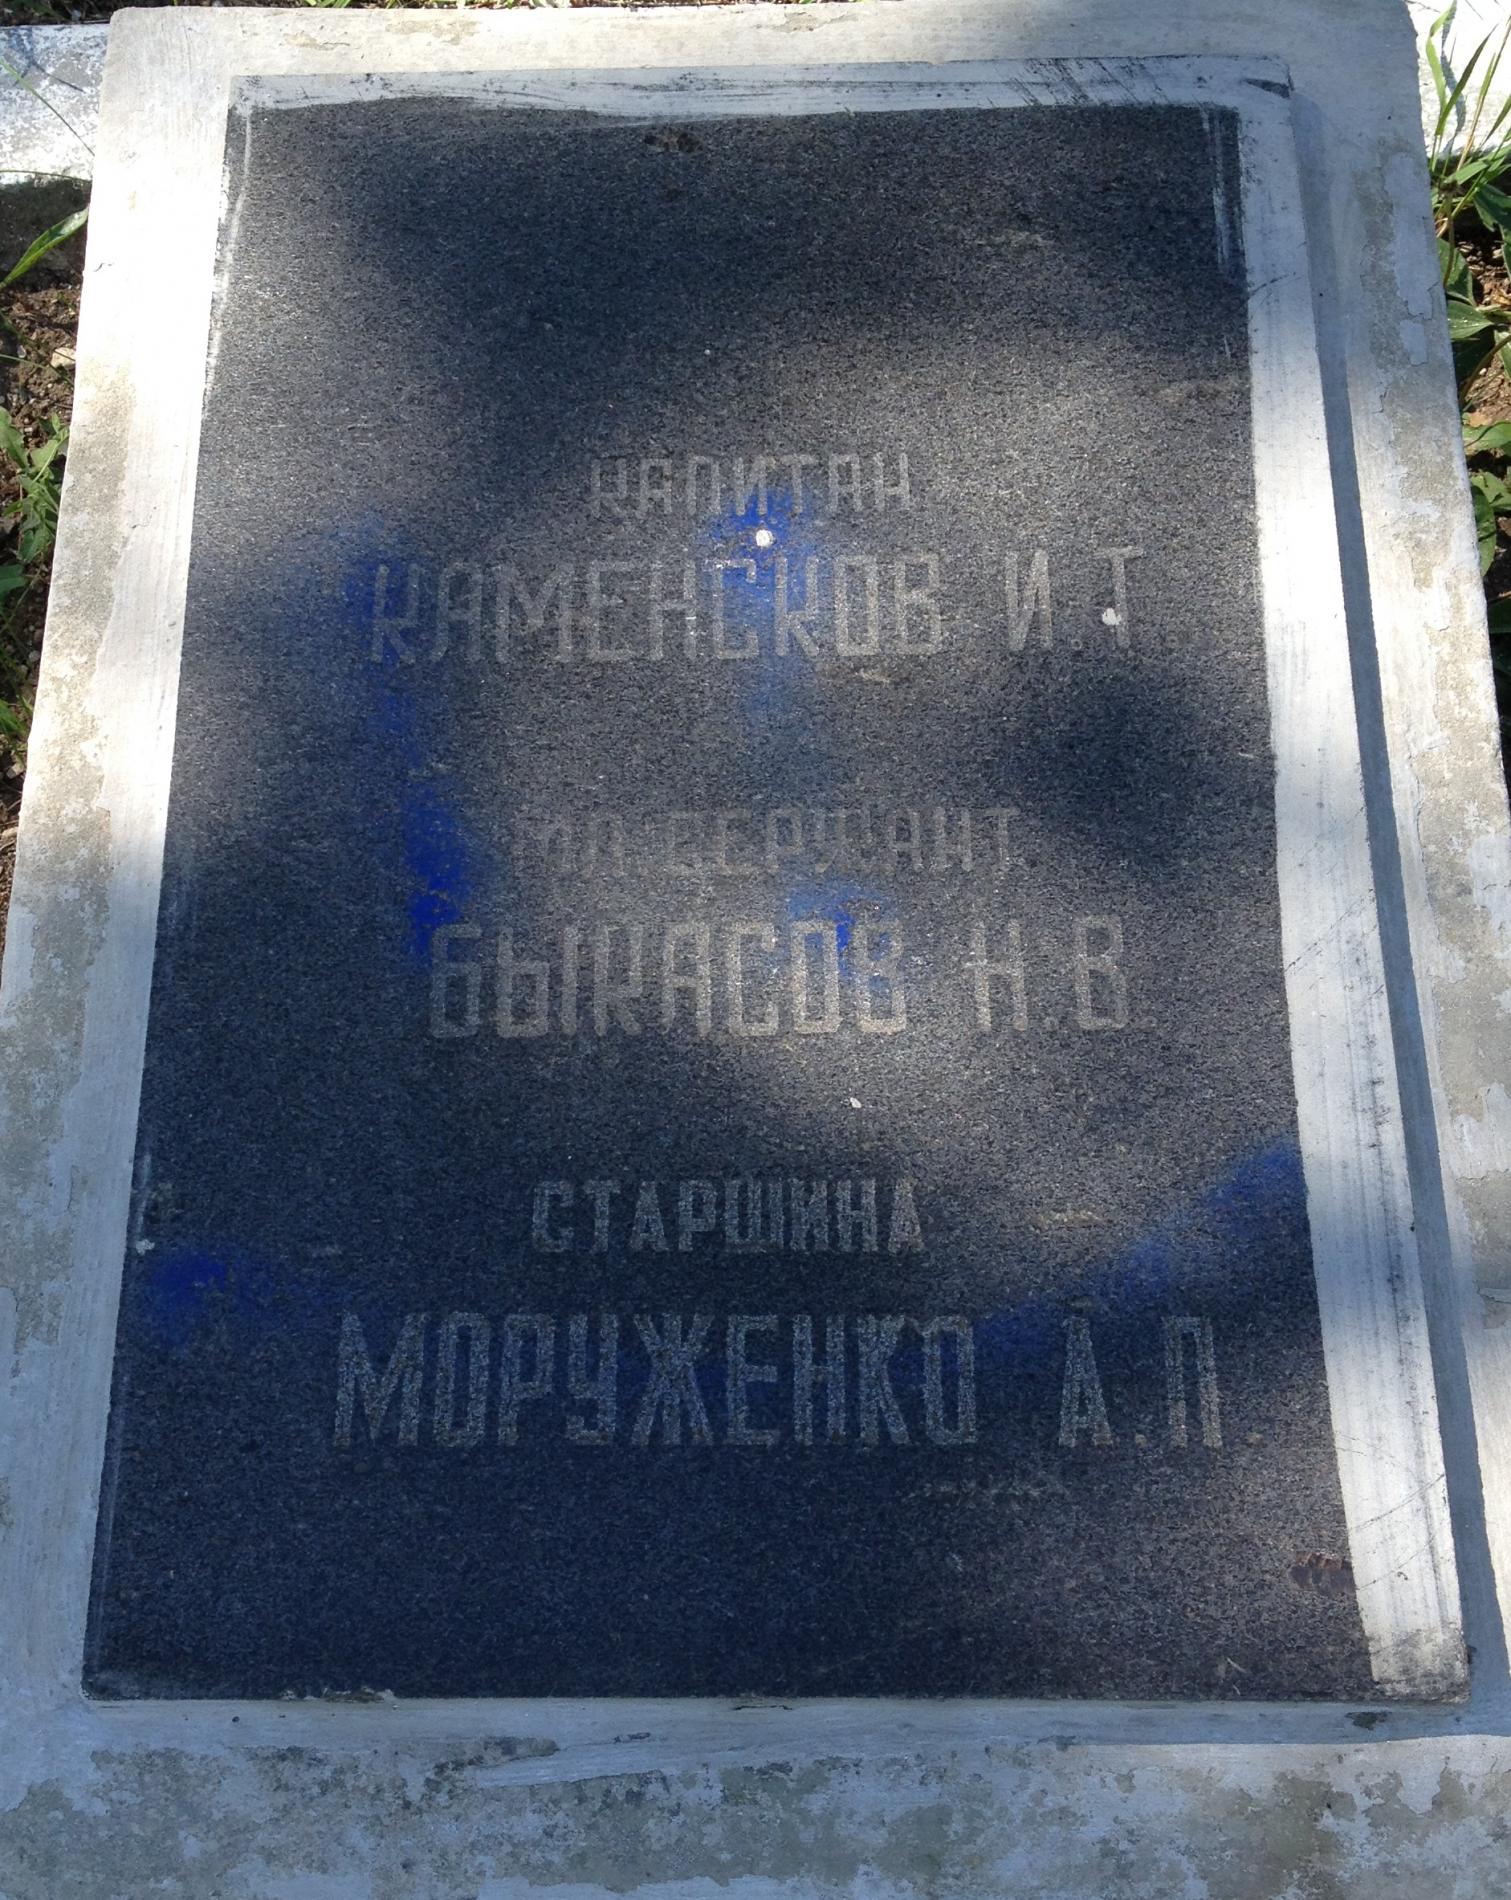 КАПИТАН
КАМЕНСКОВ И.Т.
МЛ. СЕРЖАНТ
БЫКАСОВ Н.В.
СТАРШИНА
МОРУЖЕНКО А.П.